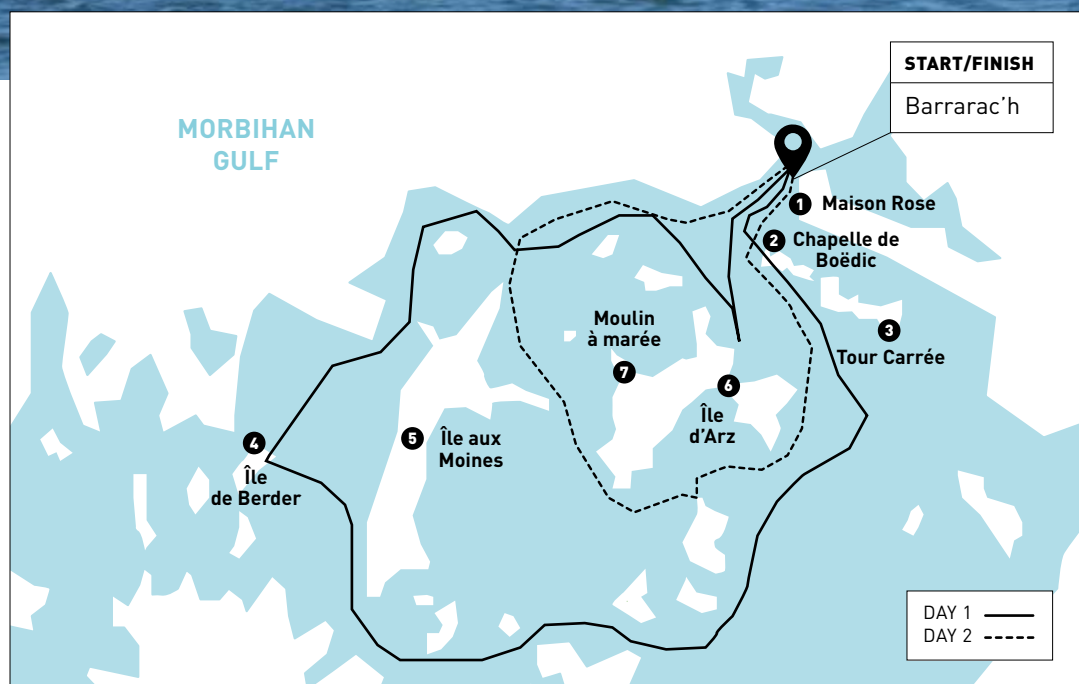 START/FINISH
Barrarac'h
MORBIHAN
GULF
1 Maison Rose
2 Chapelle de
Boëdic
3
Tour Carrée
Moulin
à marée
7
6
Île
d'Arz
4
Île
de Berder
5 Île aux
Moines
DAY 1
DAY 2